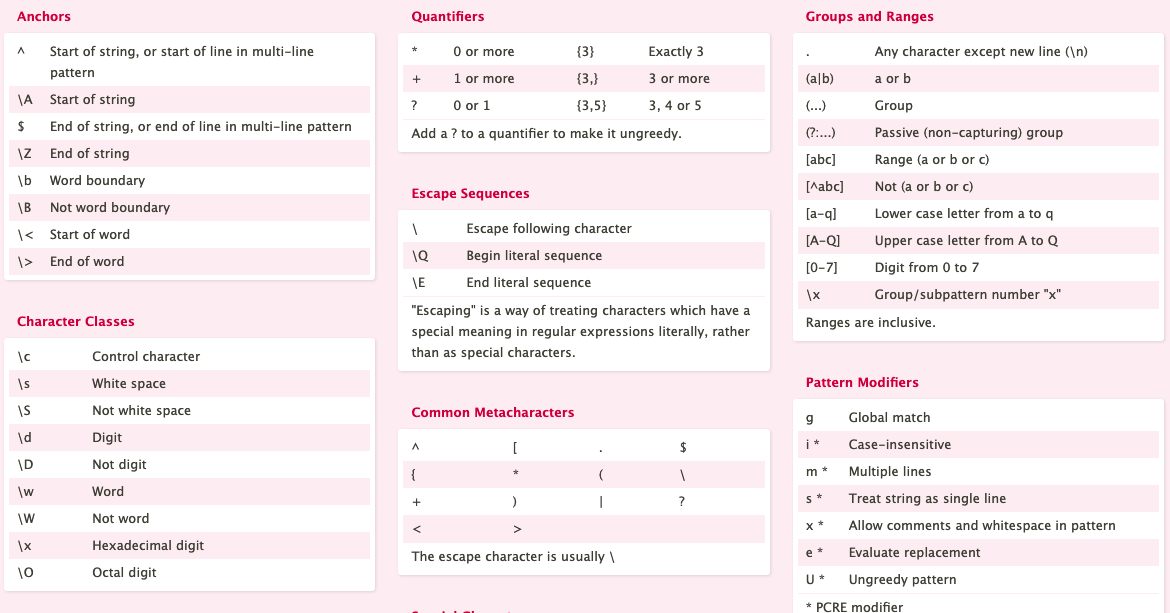 Anchors
^ Start of string, or start of line in multi-line
pattern
\A Start of string
$ End of string, or end of line in multi-line pattern
\Z End of string
\b Word boundary
\B Not word boundary
\< Start of word
\> End of word
Character Classes
\c Control character
\s White space
\S Not white space
\d Digit
\D Not digit
\w Word
\W Not word
\x Hexadecimal digit
\O Octal digit
Quantifiers
* 0 or more {3} Exactly 3
+ 1 or more {3,} 3 or more
? 0 or 1 {3,5} 3, 4 or 5
Add a ? to a quantifier to make it ungreedy.
Escape Sequences
\ Escape following character
\Q Begin literal sequence
\E End literal sequence
"Escaping" is a way of treating characters which have a
special meaning in regular expressions literally, rather
than as special characters.
Common Metacharacters
^ [ . $
{ * ( \
+ ) | ?
< >
The escape character is usually \
Groups and Ranges
. Any character except new line (\n)
(a|b) a or b
(...) Group
(?:...) Passive (non-capturing) group
[abc] Range (a or b or c)
[^abc] Not (a or b or c)
[a-q] Lower case letter from a to q
[A-Q] Upper case letter from A to Q
[0-7] Digit from 0 to 7
\x Group/subpattern number "x"
Ranges are inclusive.
Pattern Modifiers
g Global match
i * Case-insensitive
m * Multiple lines
s * Treat string as single line
x * Allow comments and whitespace in pattern
e * Evaluate replacement
U * Ungreedy pattern
* PCRE modifier